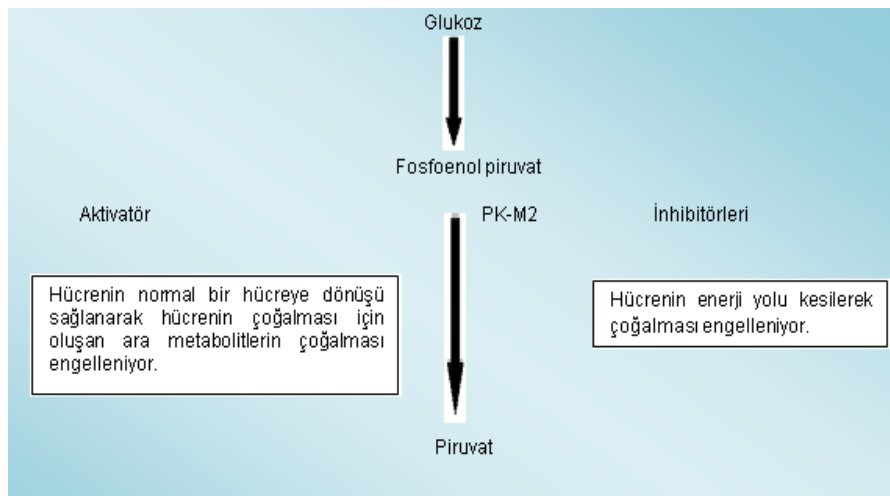 Glukoz
Fosfoenol piruvat
Aktivatör
PK-M2
İnhibitörleri
Hücrenin normal bir hücreye dönüşü
sağlanarak hücrenin çoğalması için
oluşan ara metabolitlerin çoğalması
engelleniyor.
Hücrenin enerji yolu kesilerek
çoğalması engelleniyor.
Piruvat